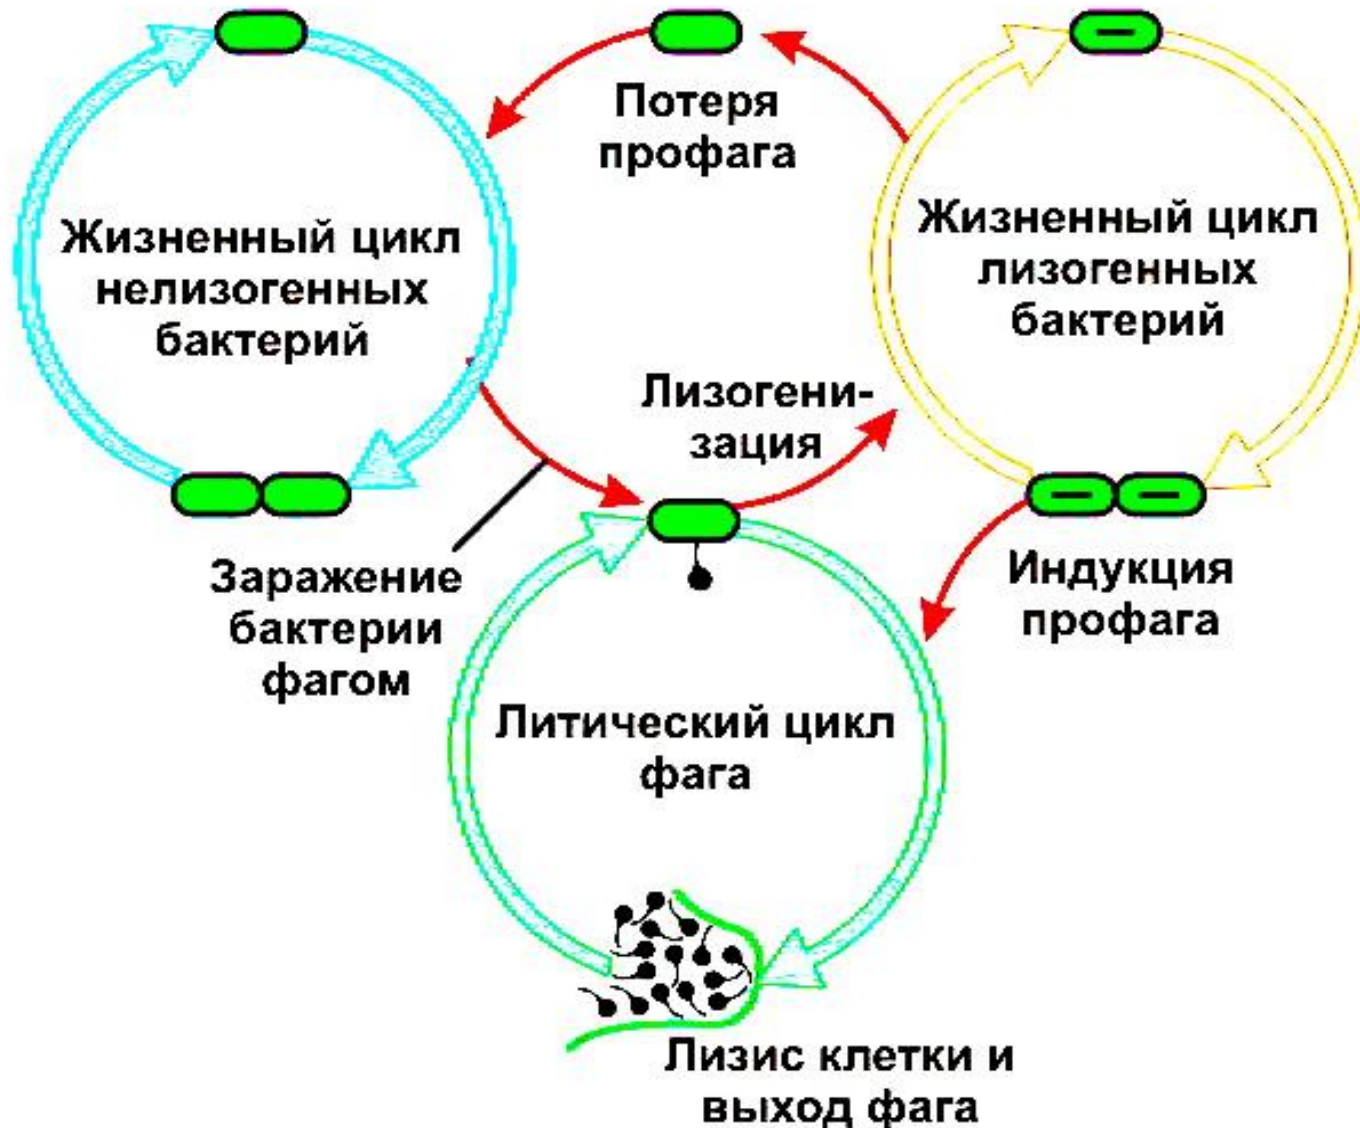 Потеря
профага
Жизненный цикл
нелизогенных
бактерий
Жизненный цикл
лизогенных
бактерий
Лизогени-
зация
Заражение
бактерии
фагом
Индукция
профага
Литический цикл
фага
Лизис клетки и
выход фага